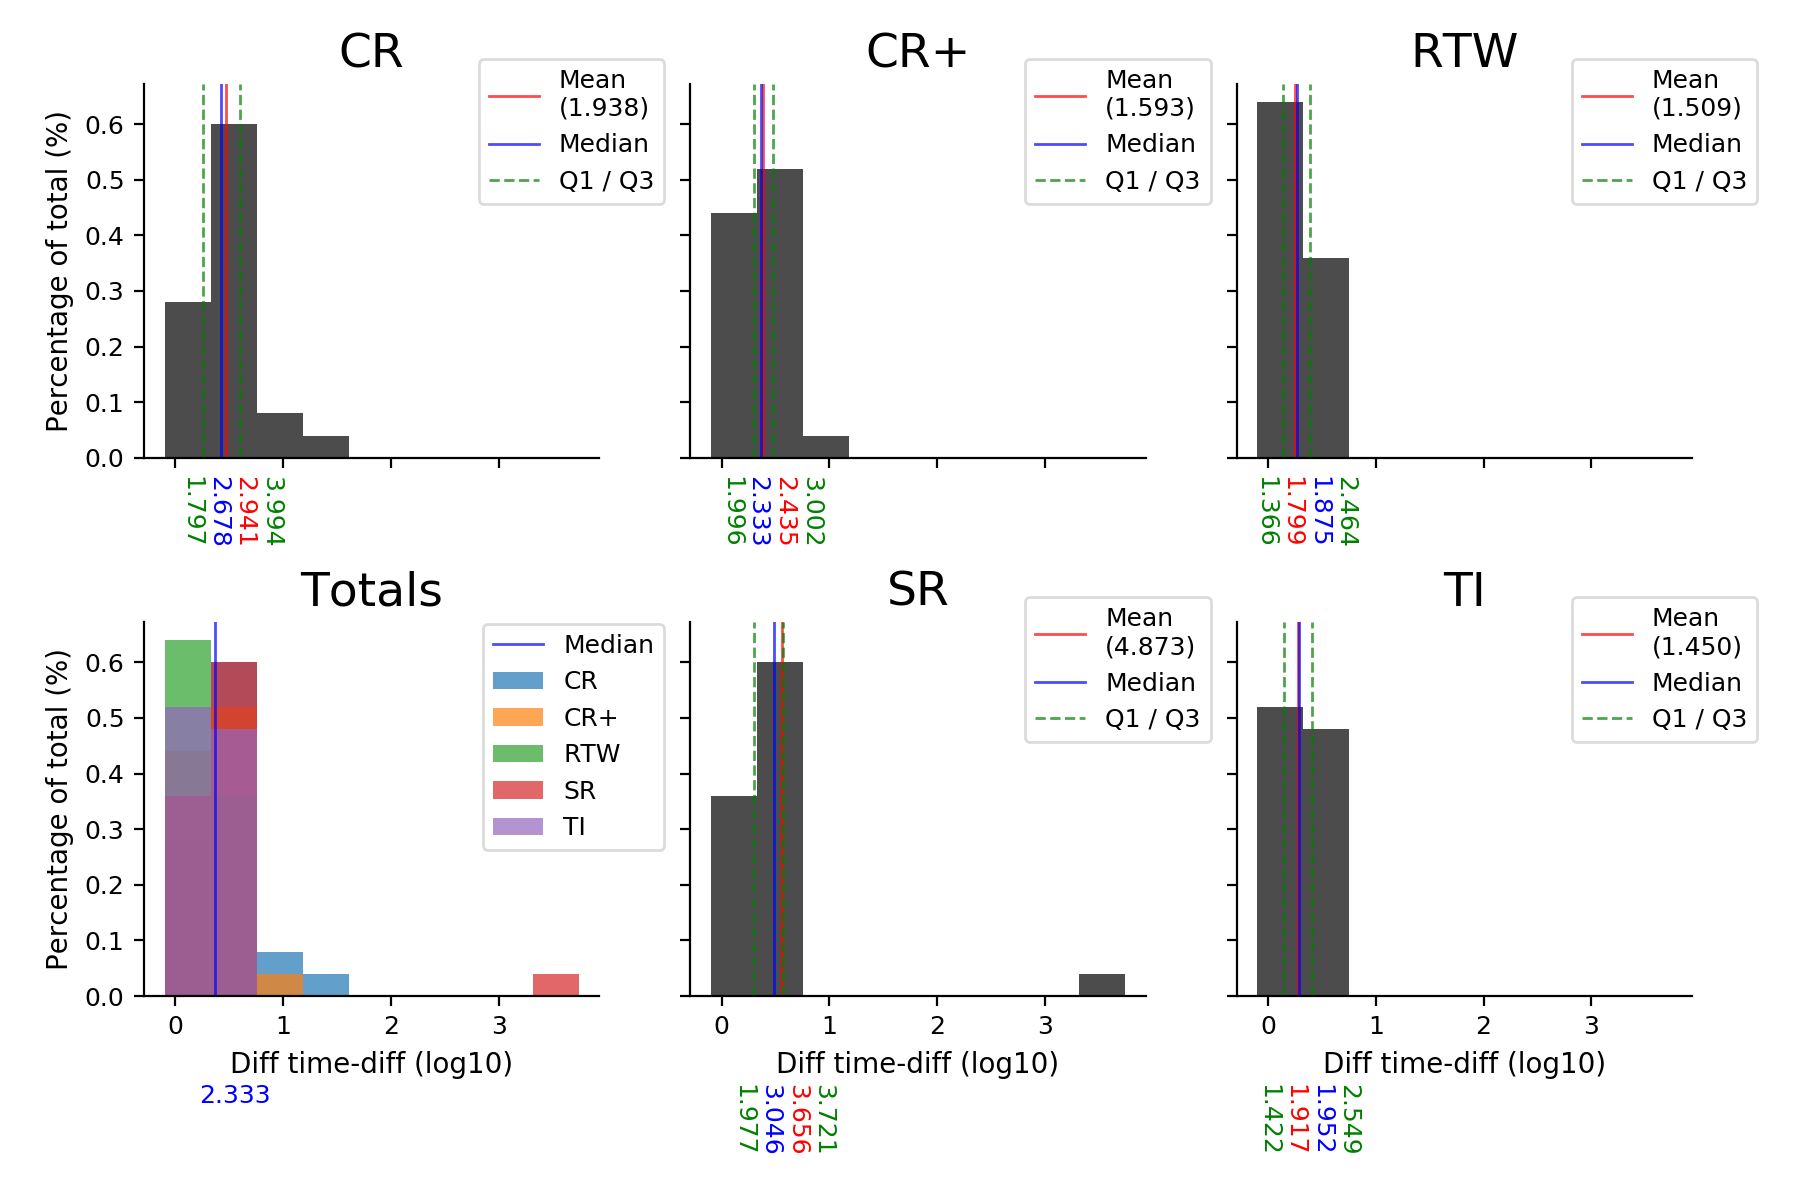 CR
Percentage of total (%)
0.6
0.5
0.4
0.3
0.2
0.1
0.0
Mean
(1.938)
Median
Q1 / Q3
1.797
2.678
2.941
3.994
CR+
Mean
(1.593)
Median
Q1 / Q3
1.996
2.333
2.435
3.002
RTW
Mean
(1.509)
Median
Q1 / Q3
1.366
1.799
1.875
2.464
Totals
Percentage of total (%)
0.6
0.5
0.4
0.3
0.2
0.1
0.0
Median
CR
CR+
RTW
SR
TI
0 1 2 3
Diff time-diff (log10)
2.333
SR
Mean
(4.873)
Median
Q1 / Q3
0 1 2 3
Diff time-diff (log10)
1.977
3.046
3.656
3.721
TI
Mean
(1.450)
Median
Q1 / Q3
0 1 2 3
Diff time-diff (log10)
1.422
1.917
1.952
2.549